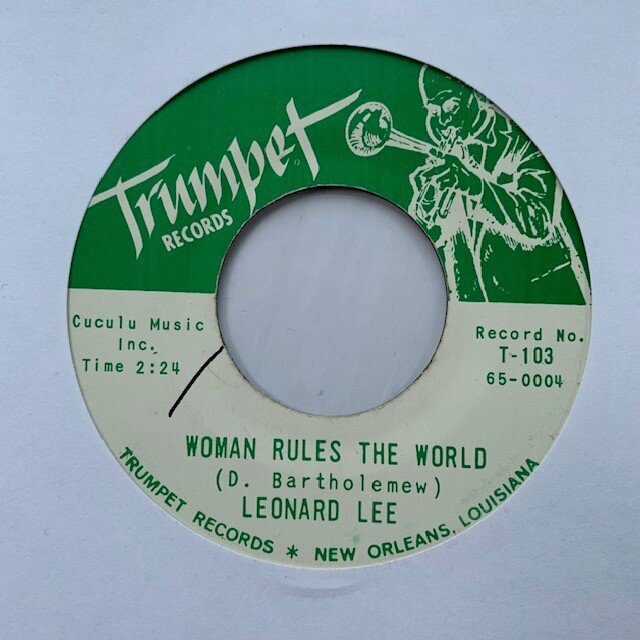 Trumpet
RECORDS
Cuculu Music
Inc.
Time 2:24
Record No.
T-103
65-0004
WOMAN RULES THE WORLD
(D. Bartholemew)
LEONARD LEE
TRUMPET RECORDS * NEW ORLEANS, LOUISIANA